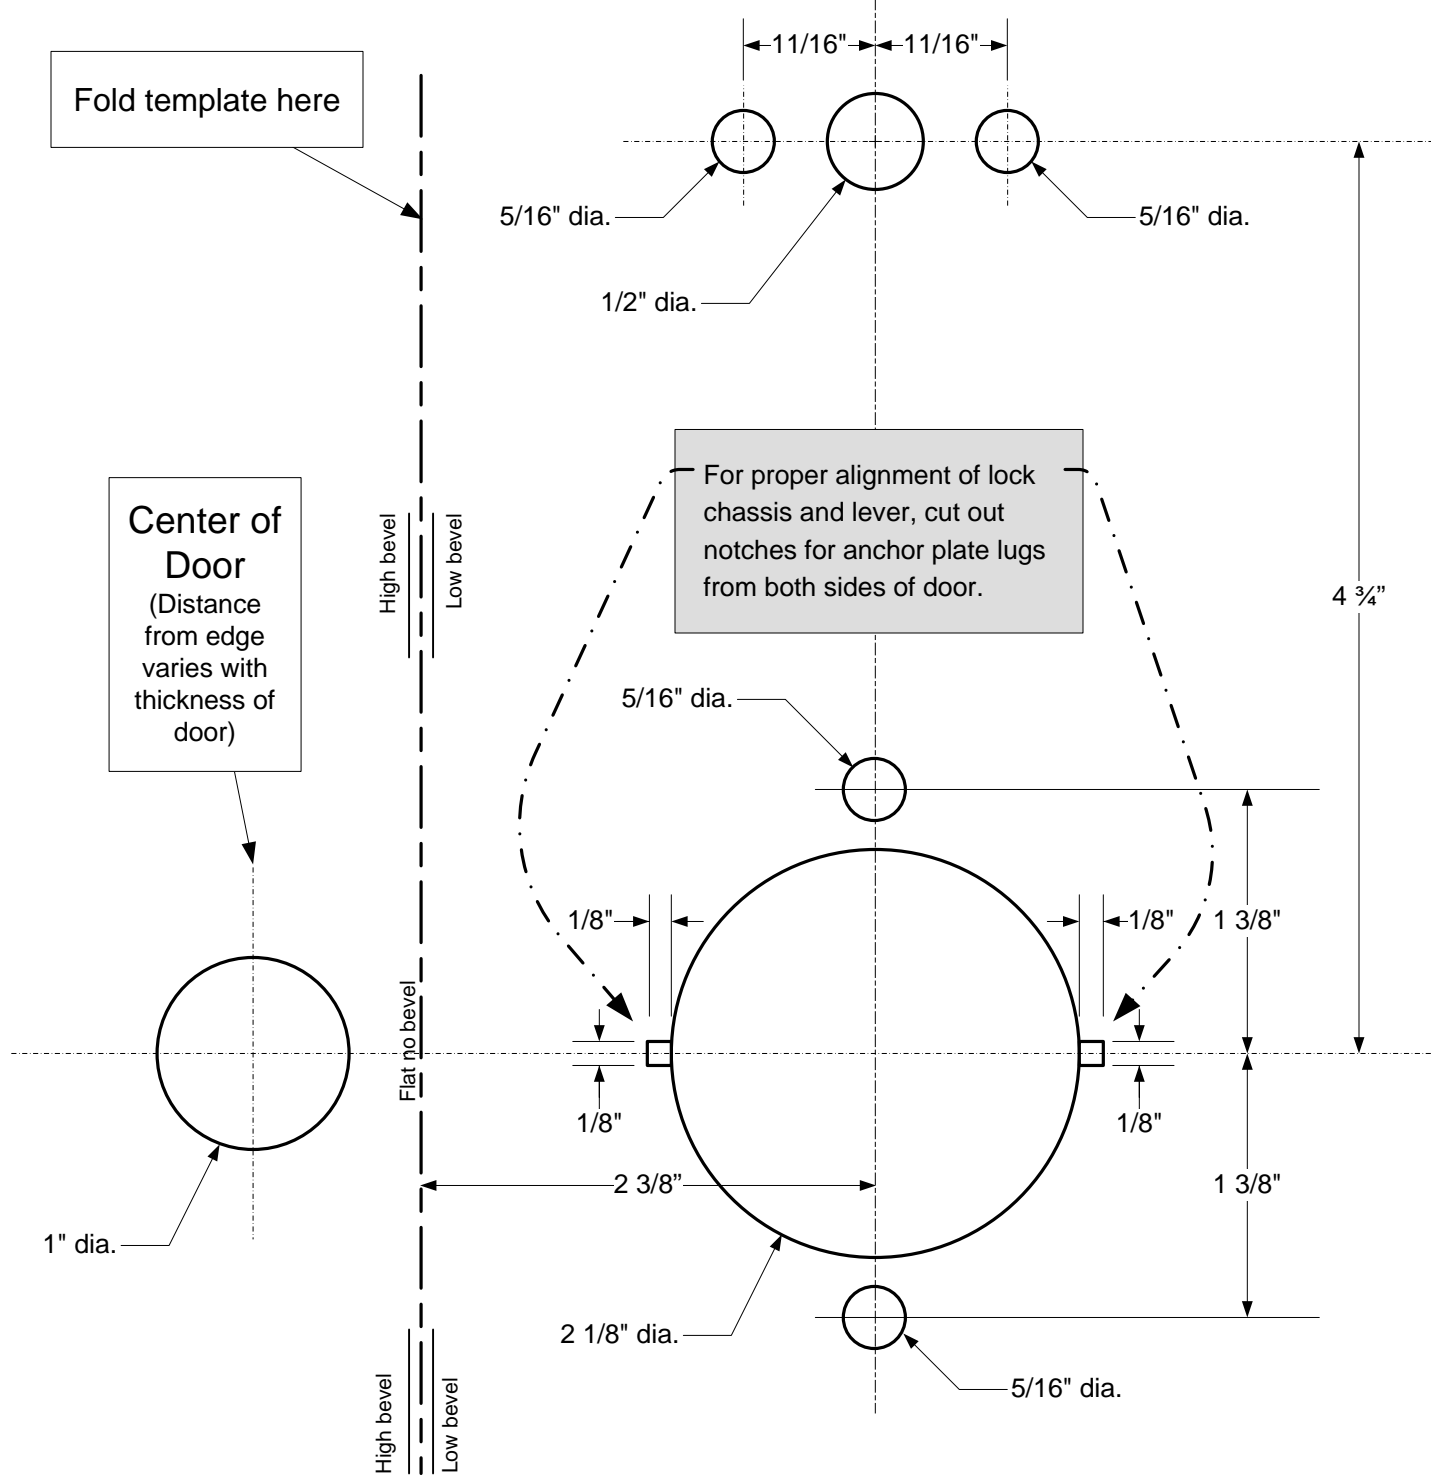 11/16"
11/16"
Fold template here
5/16" dia.
5/16" dia.
1/2" dia.
For proper alignment of lock
chassis and lever, cut out
notches for anchor plate lugs
from both sides of door.
Center of
Door
(Distance
from edge
varies with
thickness of
door)
High bevel
Low bevel
4 ¾”
5/16" dia.
1/8"
1/8"
1 3/8"
Flat no bevel
1/8"
1/8"
2 3/8”
1 3/8"
1" dia.
2 1/8" dia.
5/16" dia.
High bevel
Low bevel